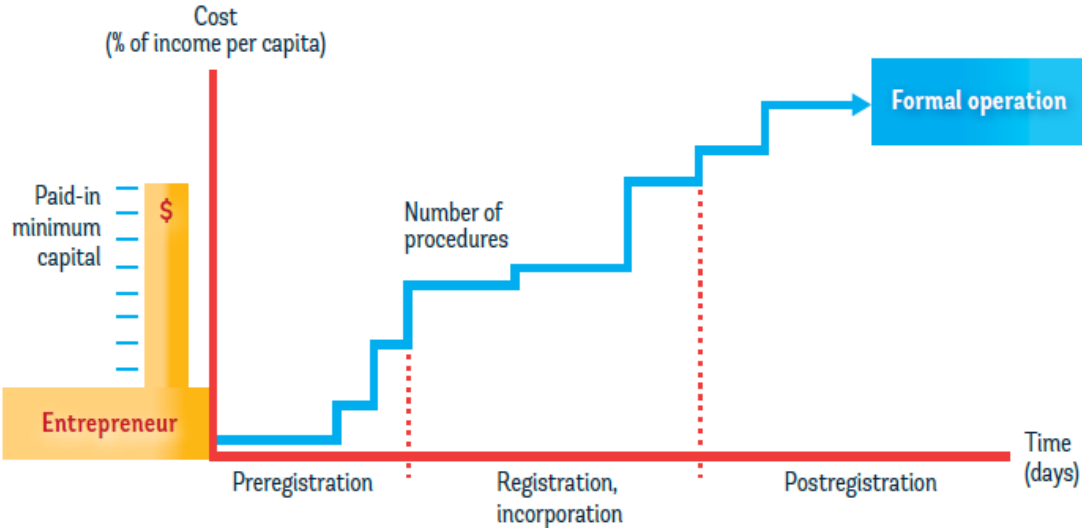 Cost
(% of income per capita)
Formal operation
Paid-in
minimum
capital
$
Number of
procedures
Entrepreneur
Time
(days)
Preregistration
Registration,
incorporation
Postregistration